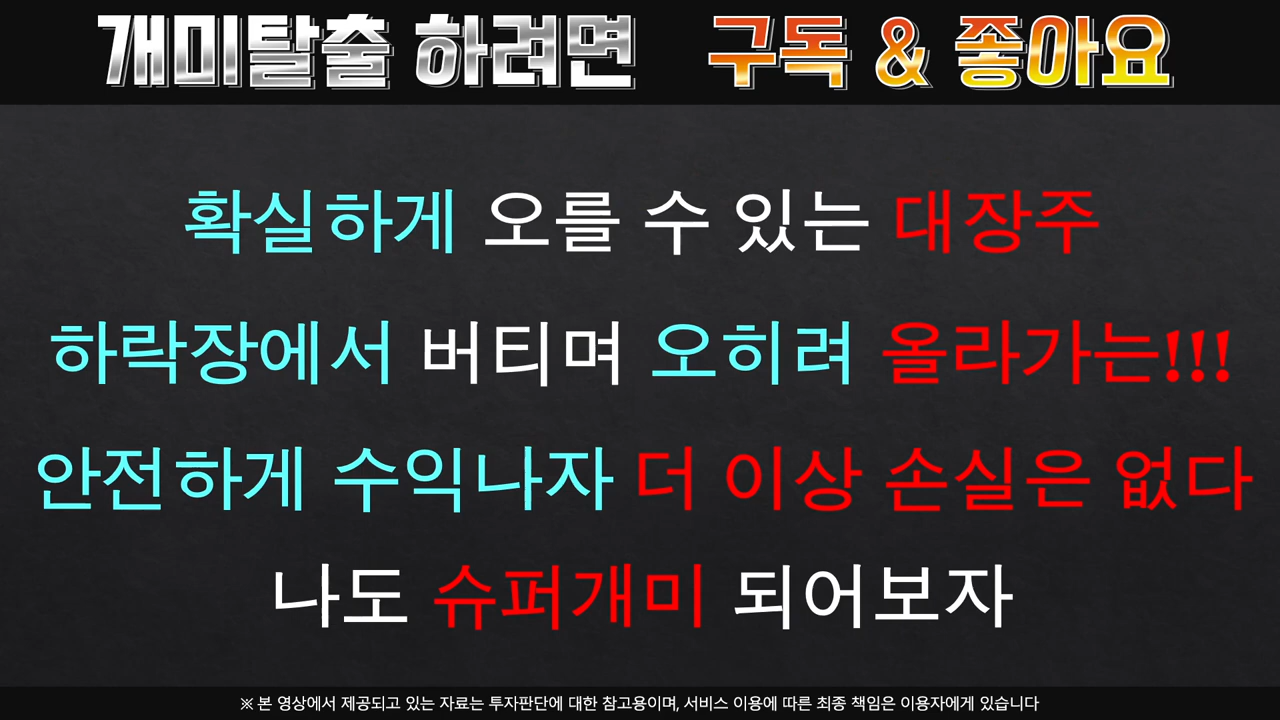 개미탈출 하려면 구독 & 좋아요
확실하게 오를 수 있는 대장주
하락장에서 버티며 오히려 올라가는!!!
안전하게 수익나자 더 이상 손실은 없다
나도 슈퍼개미 되어보자
※ 본 영상에서 제공되고 있는 자료는 투자판단에 대한 참고용이며, 서비스 이용에 따른 최종 책임은 이용자에게 있습니다